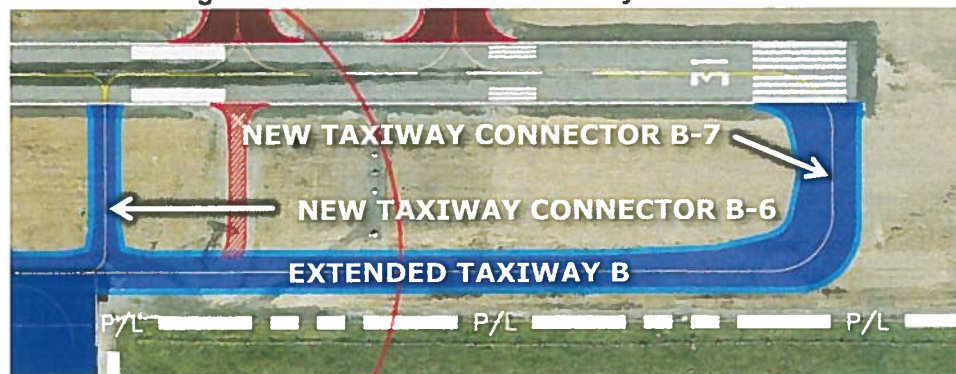 NEW TAXIWAY CONNECTOR B-7
NEW TAXIWAY CONNECTOR B-6
EXTENDED TAXIWAY B
P/L P/L P/L